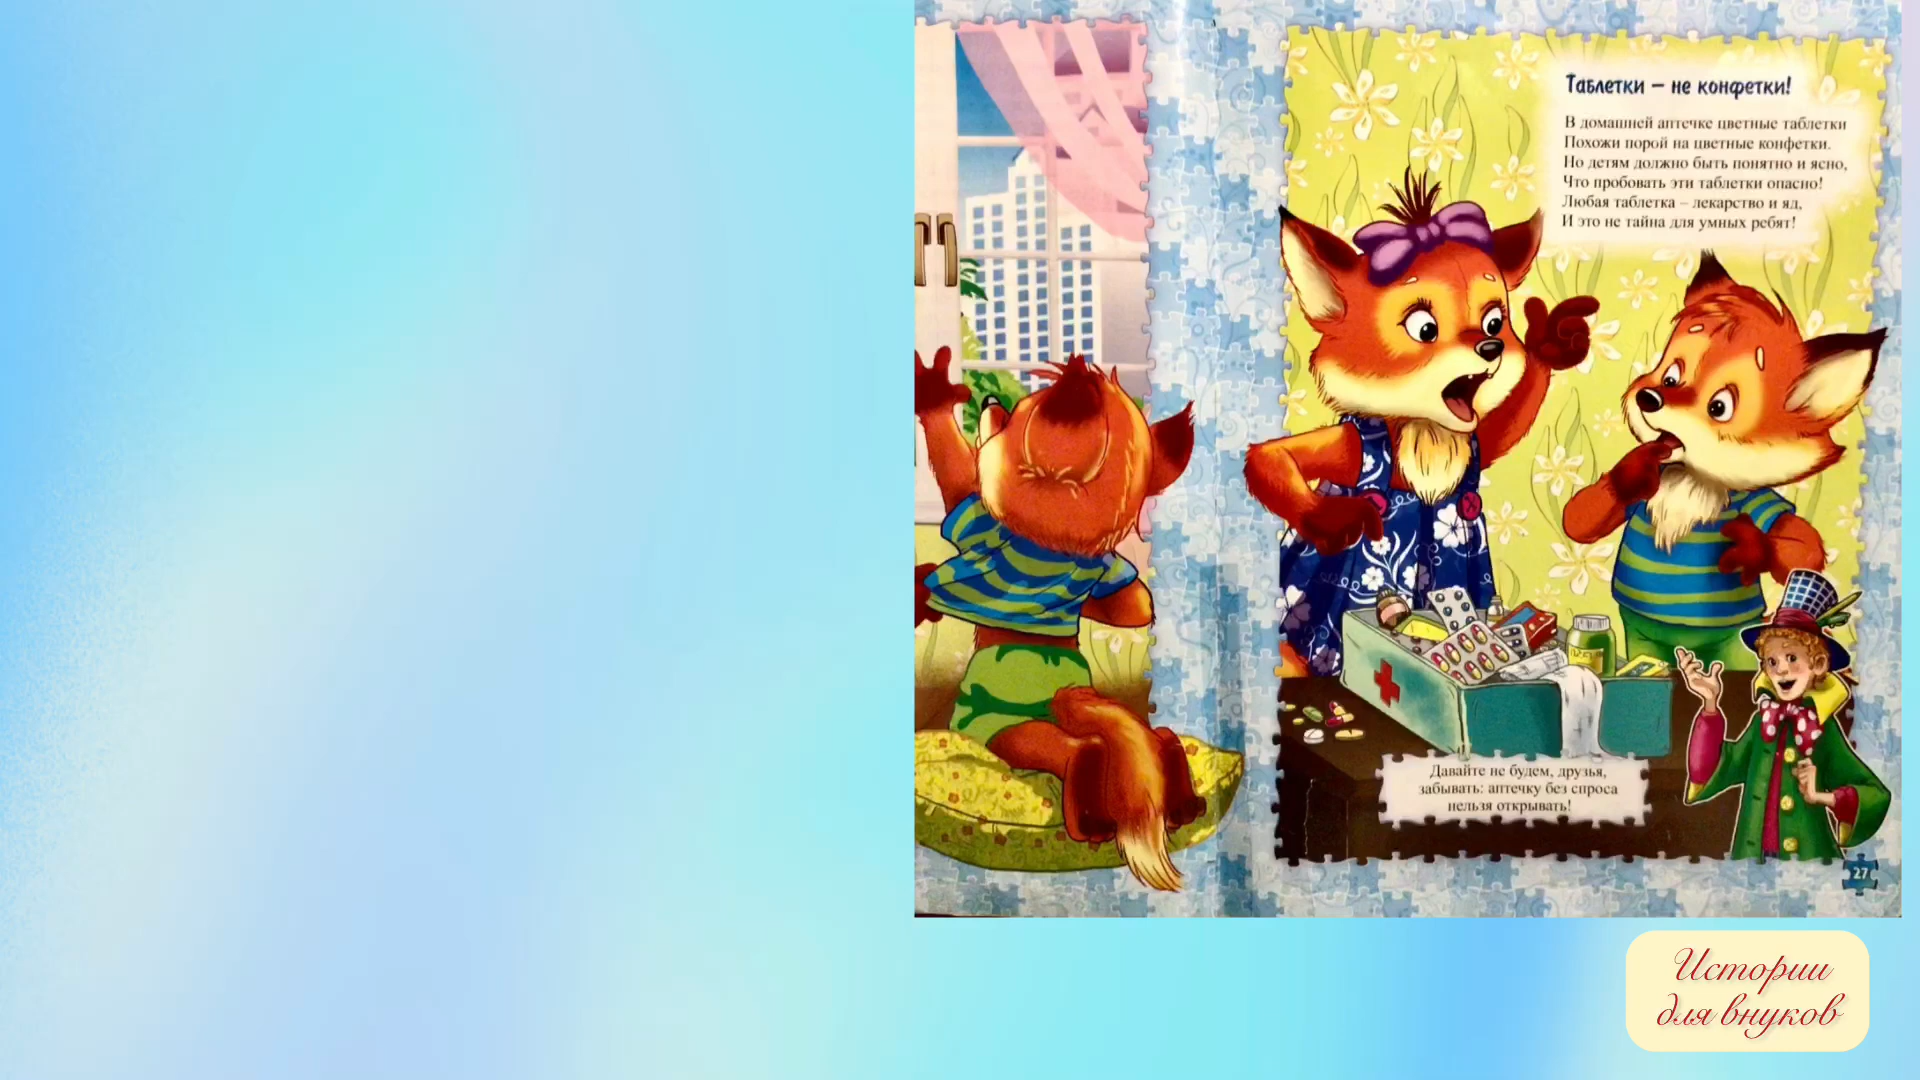 Таблетки – не конфетки!
В домашней аптечке цветные таблетки
Похожи порой на цветные конфетки.
Но детям должно быть понятно и ясно,
Что пробовать эти таблетки опасно!
Любая таблетка – лекарство и яд,
И это не тайна для умных ребят!
Давайте не будем, друзья,
забывать: аптечку без спроса
нельзя открывать!
27
Истории
для внуков